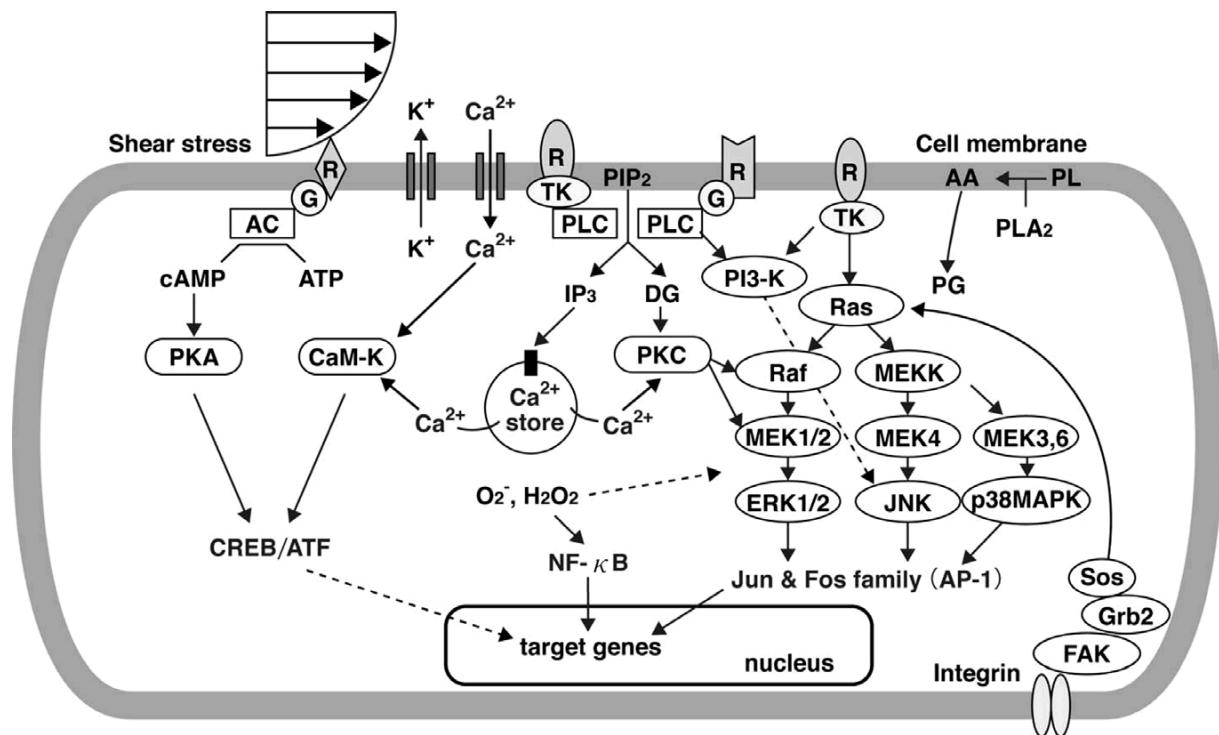 Shear stress
K+
Ca2+
Cell membrane
R
R
PIP2
R
R
AA
PL
G
TK
G
AC
PLC
PLC
TK
PLA2
K+
Ca2+
cAMP
ATP
PI3-K
PG
IP3
DG
Ras
PKA
CaM-K
PKC
Raf
MEKK
Ca2+
store
Ca2+
Ca2+
MEK1/2
MEK4
MEK3,6
O2-, H2O2
ERK1/2
JNK
p38MAPK
CREB/ATF
NF-κB
Jun & Fos family (AP-1)
Sos
Grb2
target genes
FAK
nucleus
Integrin